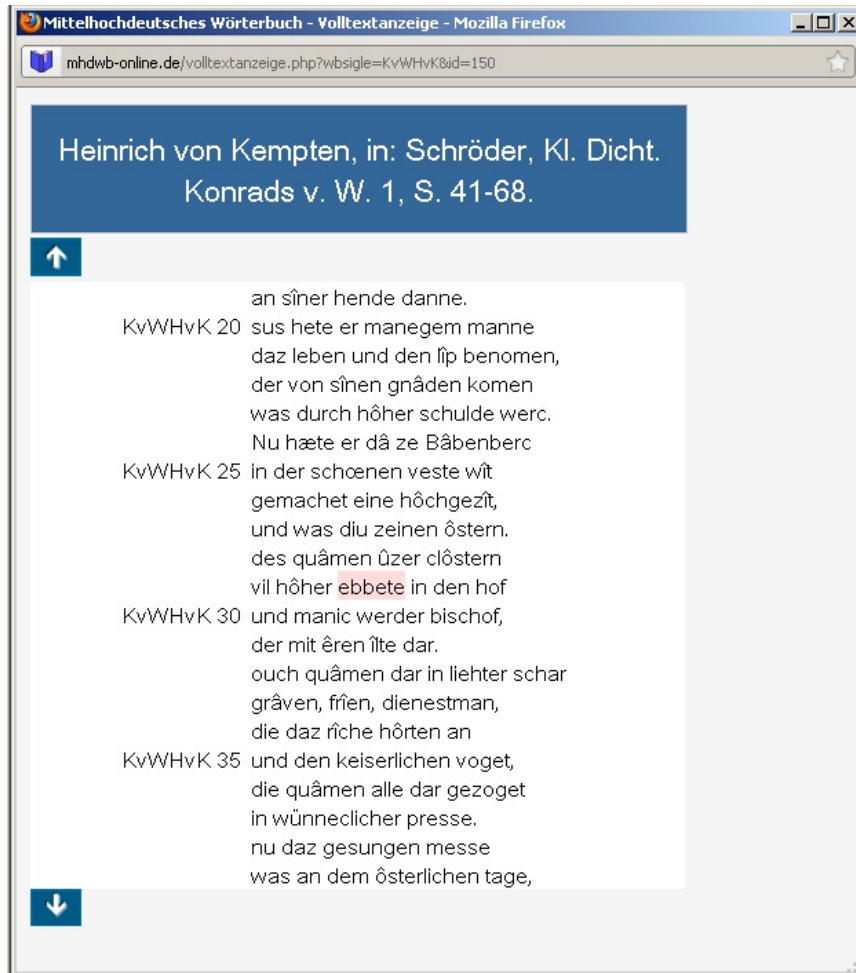 Mittelhochdeutsches Wörterbuch - Volltextanzeige - Mozilla Firefox
mhdwb-online.de/volltextanzeige.php?wbsigle=KvWHvK&id=150
Heinrich von Kempten, in: Schröder, Kl. Dicht.
Konrads v. W. 1, S. 41-68.
an sîner hende danne.
KvWHvK 20 sus hete er manegem manne
daz leben und den lîp benomen,
der von sînen gnâden komen
was durch hôher schulde werc.
Nu hæte er dâ ze Bâbenberc
KvWHvK 25 in der schœnen veste wît
gemachet eine hôchgezît,
und was diu zeinen ôstern.
des quâmen ûzer clôstern
vil hôher ebbete in den hof
KvWHvK 30 und manic werder bischof,
der mit êren îlte dar.
ouch quâmen dar in liehter schar
grâven, frîen, dienestman,
die daz rîche hôrten an
KvWHvK 35 und den keiserlichen voget,
die quâmen alle dar gezoget
in wünneclicher presse.
nu daz gesungen messe
was an dem ôsterlichen tage,